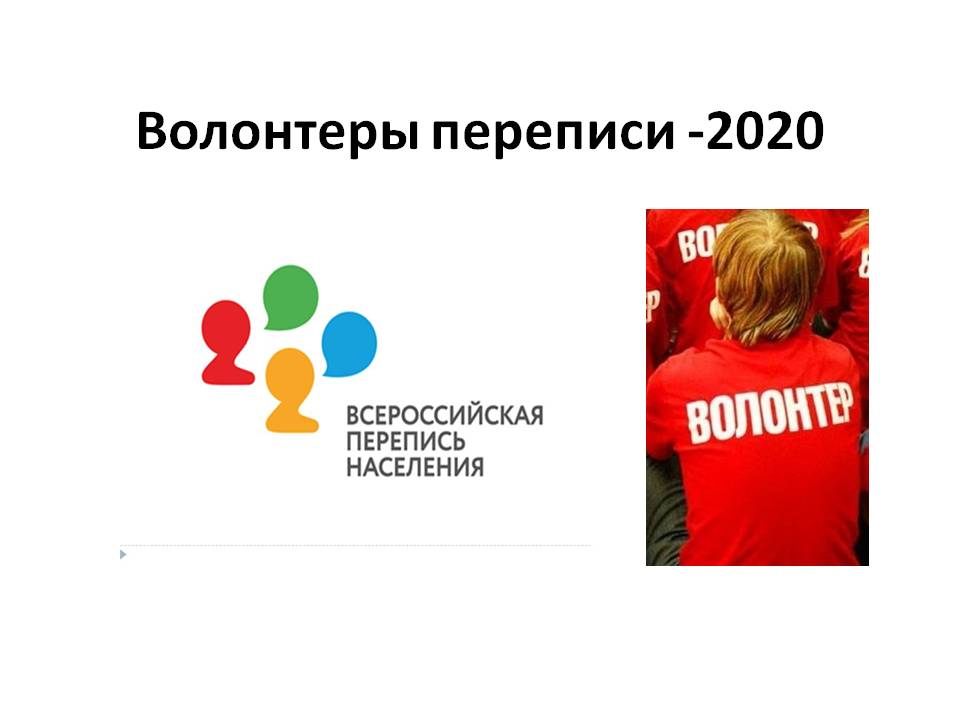 Волонтеры переписи -2020
ВСЕРОССИЙСКАЯ
ПЕРЕПИСЬ
НАСЕЛЕНИЯ
ВОЛОНТЕР